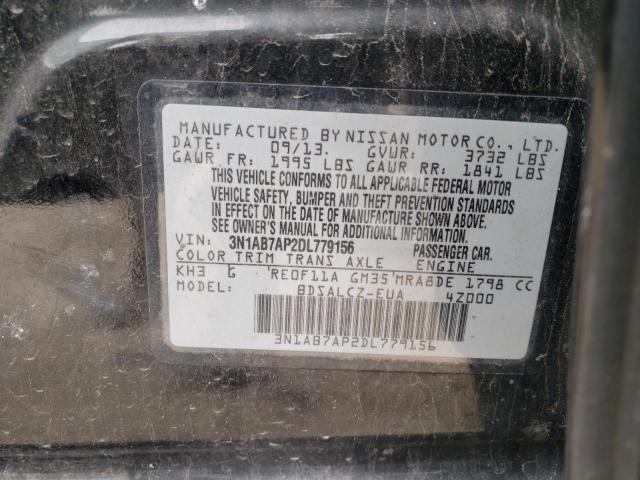 MANUFACTURED BY NISSAN MOTOR CO., LTD.
DATE: 09/13. GVWR: 3732 LBS
GAWR FR: 1995 LBS GAWR RR: 1841 LBS
THIS VEHICLE CONFORMS TO ALL APPLICABLE FEDERAL MOTOR
VEHICLE SAFETY, BUMPER AND THEFT PREVENTION STANDARDS
IN EFFECT ON THE DATE OF MANUFACTURE SHOWN ABOVE.
SEE OWNER'S MANUAL FOR ADDITIONAL INFORMATION
VIN: 3N1AB7AP2DL779156 PASSENGER CAR.
COLOR TRIM TRANS AXLE ENGINE
KH3 G RE0F11A GM35 MRA8DE 1798 CC
MODEL: BDSALCZ-EUA 4Z000
3N1AB7AP2DL779156